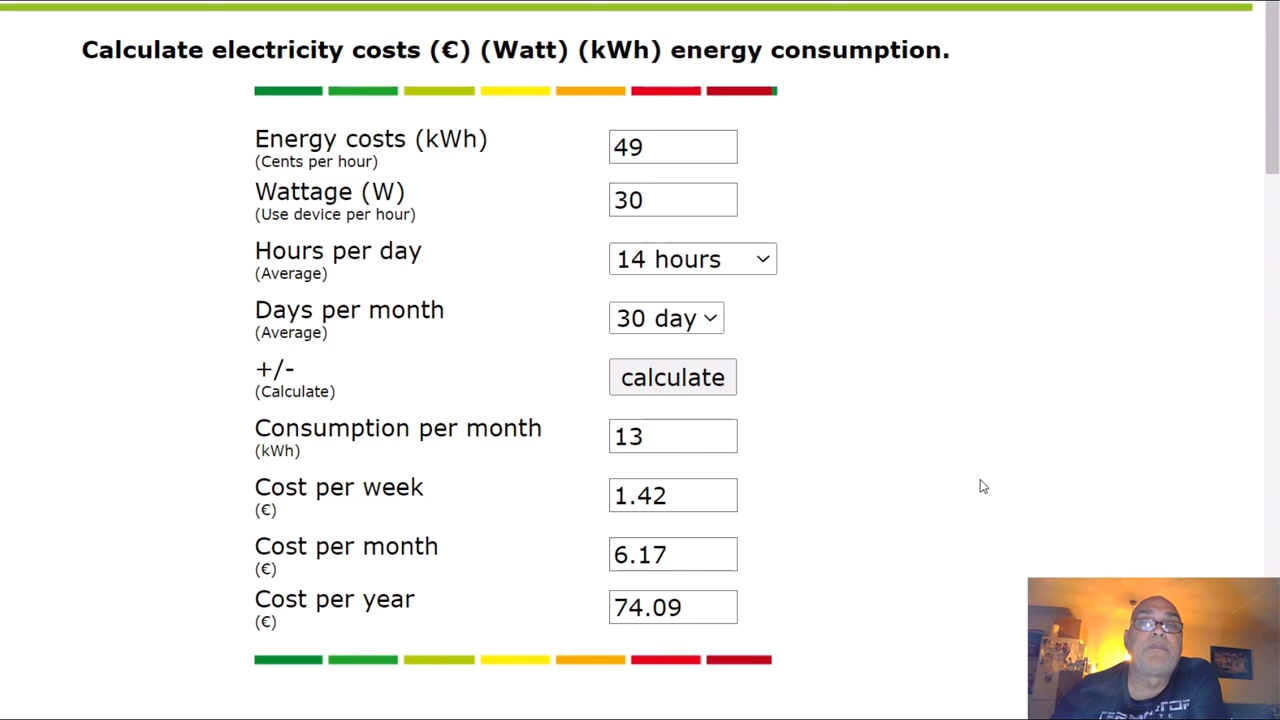 Calculate electricity costs (€) (Watt) (kWh) energy consumption.
Energy costs (kWh)
(Cents per hour)
49
Wattage (W)
(Use device per hour)
30
Hours per day
(Average)
14 hours
Days per month
(Average)
30 day
+/-
(Calculate)
calculate
Consumption per month
(kWh)
13
Cost per week
(€)
1.42
Cost per month
(€)
6.17
Cost per year
(€)
74.09